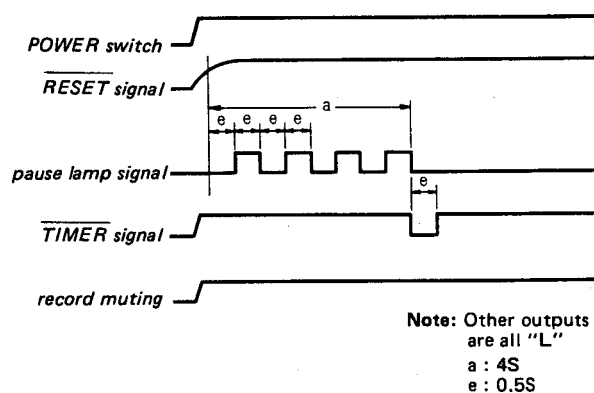 POWER switch
RESET signal
a
e e e e
pause lamp signal
e
TIMER signal
record muting
Note: Other outputs
are all "L"
a : 4S
e : 0.5S